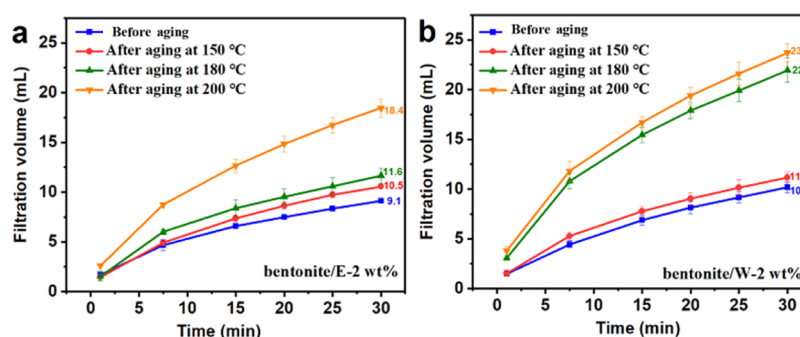 a
Before aging
After aging at 150 °C
After aging at 180 °C
After aging at 200 °C
Filtration volume (mL)
25
20
15
10
5
0
18.4
11.6
10.5
9.1
bentonite/E-2 wt%
0 5 10 15 20 25 30
Time (min)
b
Before aging
After aging at 150 °C
After aging at 180 °C
After aging at 200 °C
Filtration volume (mL)
25
20
15
10
5
0
23
22
11
10
bentonite/W-2 wt%
0 5 10 15 20 25 30
Time (min)